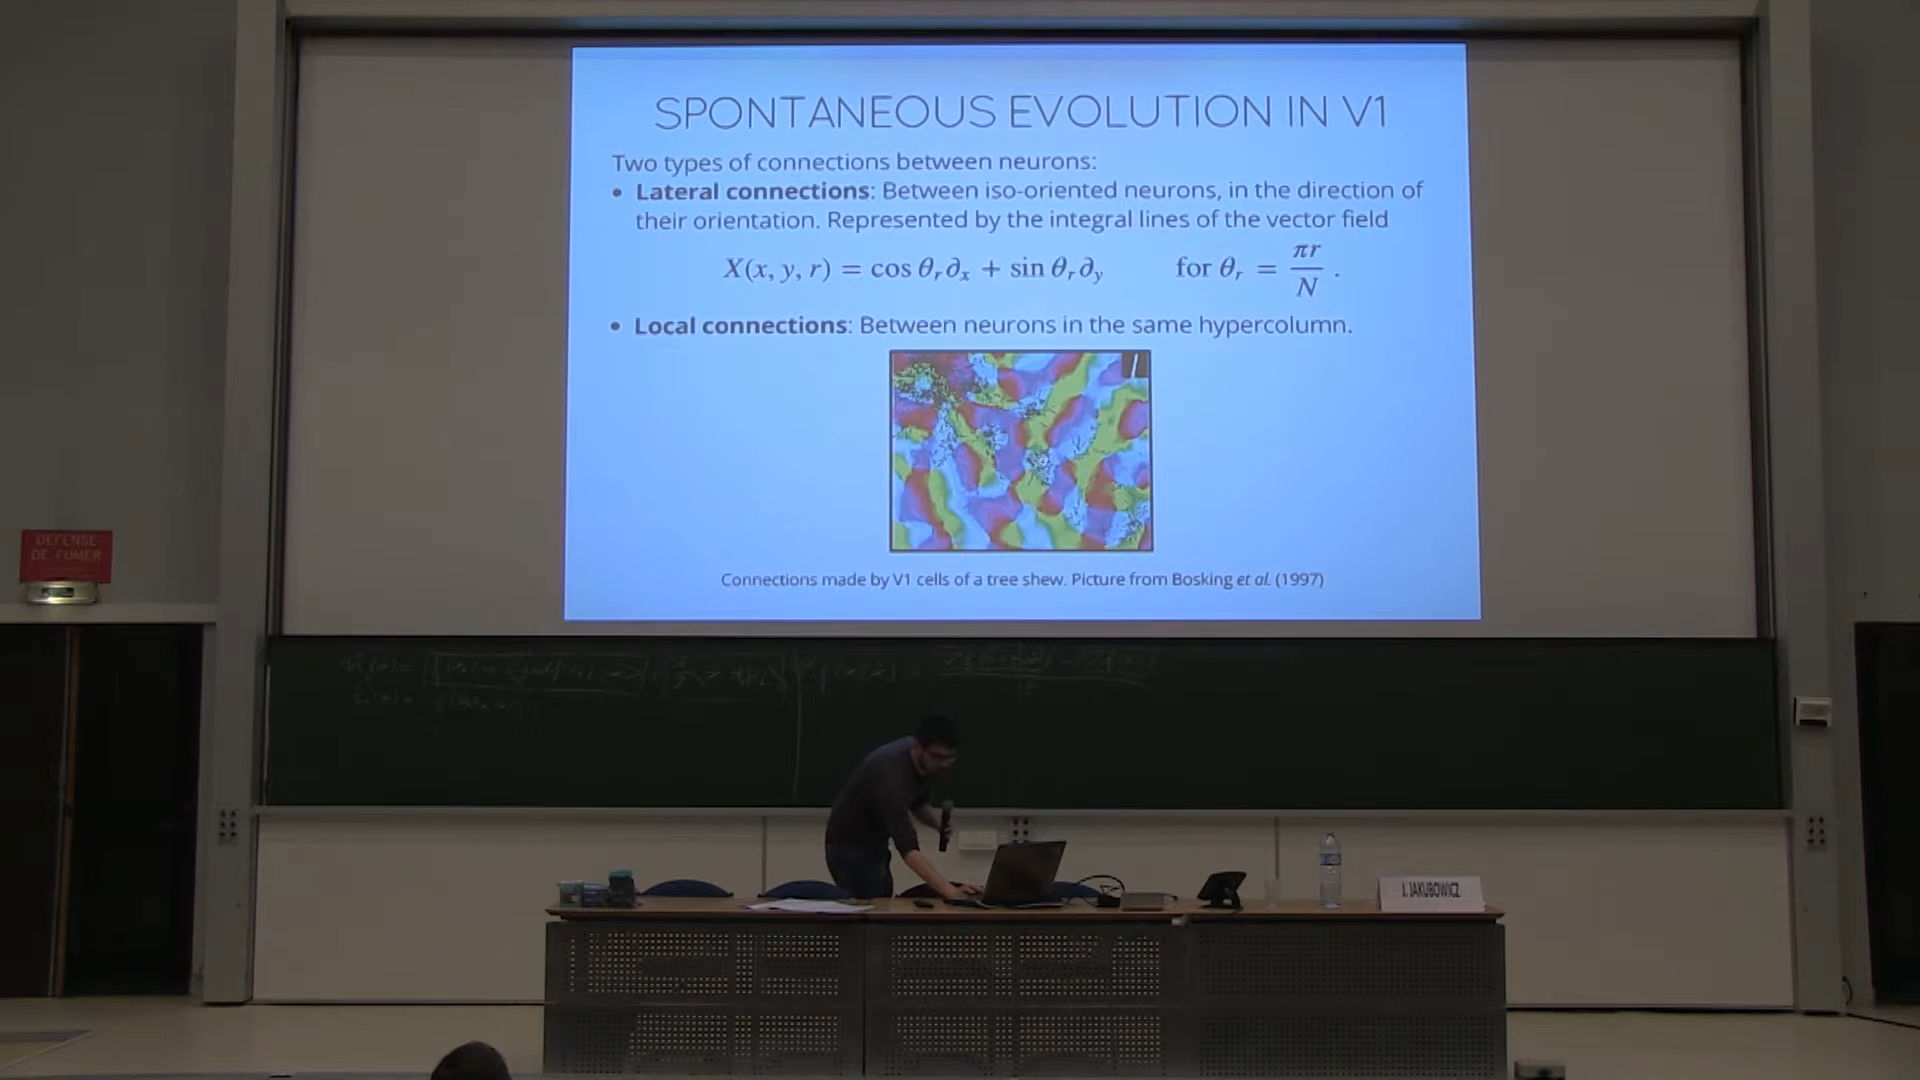 SPONTANEOUS EVOLUTION IN V1
Two types of connections between neurons:
• Lateral connections: Between iso-oriented neurons, in the direction of
their orientation. Represented by the integral lines of the vector field
X(x, y, r) = cos θ_r ∂_x + sin θ_r ∂_y for θ_r = πr/N .
• Local connections: Between neurons in the same hypercolumn.
Connections made by V1 cells of a tree shew. Picture from Bosking et al. (1997)
DEFENSE
DE FUMER
J. JAKUBOWICZ